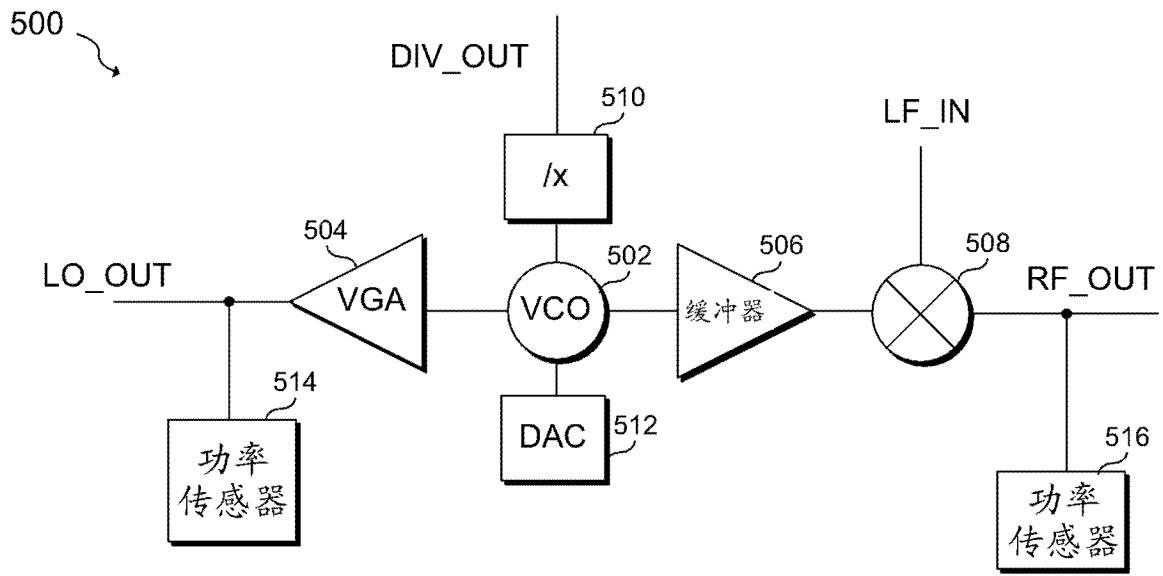 500
DIV_OUT
510
LF_IN
/x
504
502
506
508
LO_OUT
VGA
VCO
缓冲器
RF_OUT
514
DAC
512
516
功率
传感器
功率
传感器